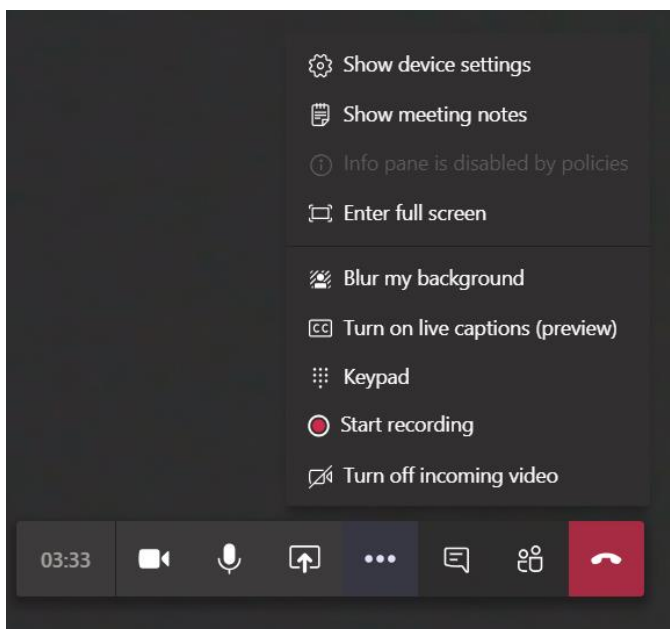 Show device settings
Show meeting notes
Info pane is disabled by policies
Enter full screen
Blur my background
CC Turn on live captions (preview)
Keypad
Start recording
Turn off incoming video
03:33